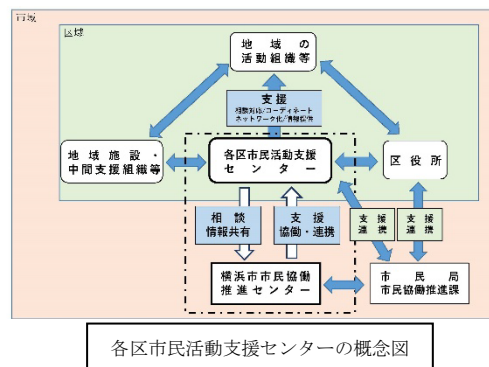 市域
区域
地域の
活動組織等
支援
相談対応/コーディネート
ネットワーク化/情報提供
地域施設・
中間支援組織等
各区市民活動支援
センター
区役所
相談
情報共有
支援
協働・連携
支援
連携
支援
連携
横浜市市民協働
推進センター
市民局
市民協働推進課
各区市民活動支援センターの概念図